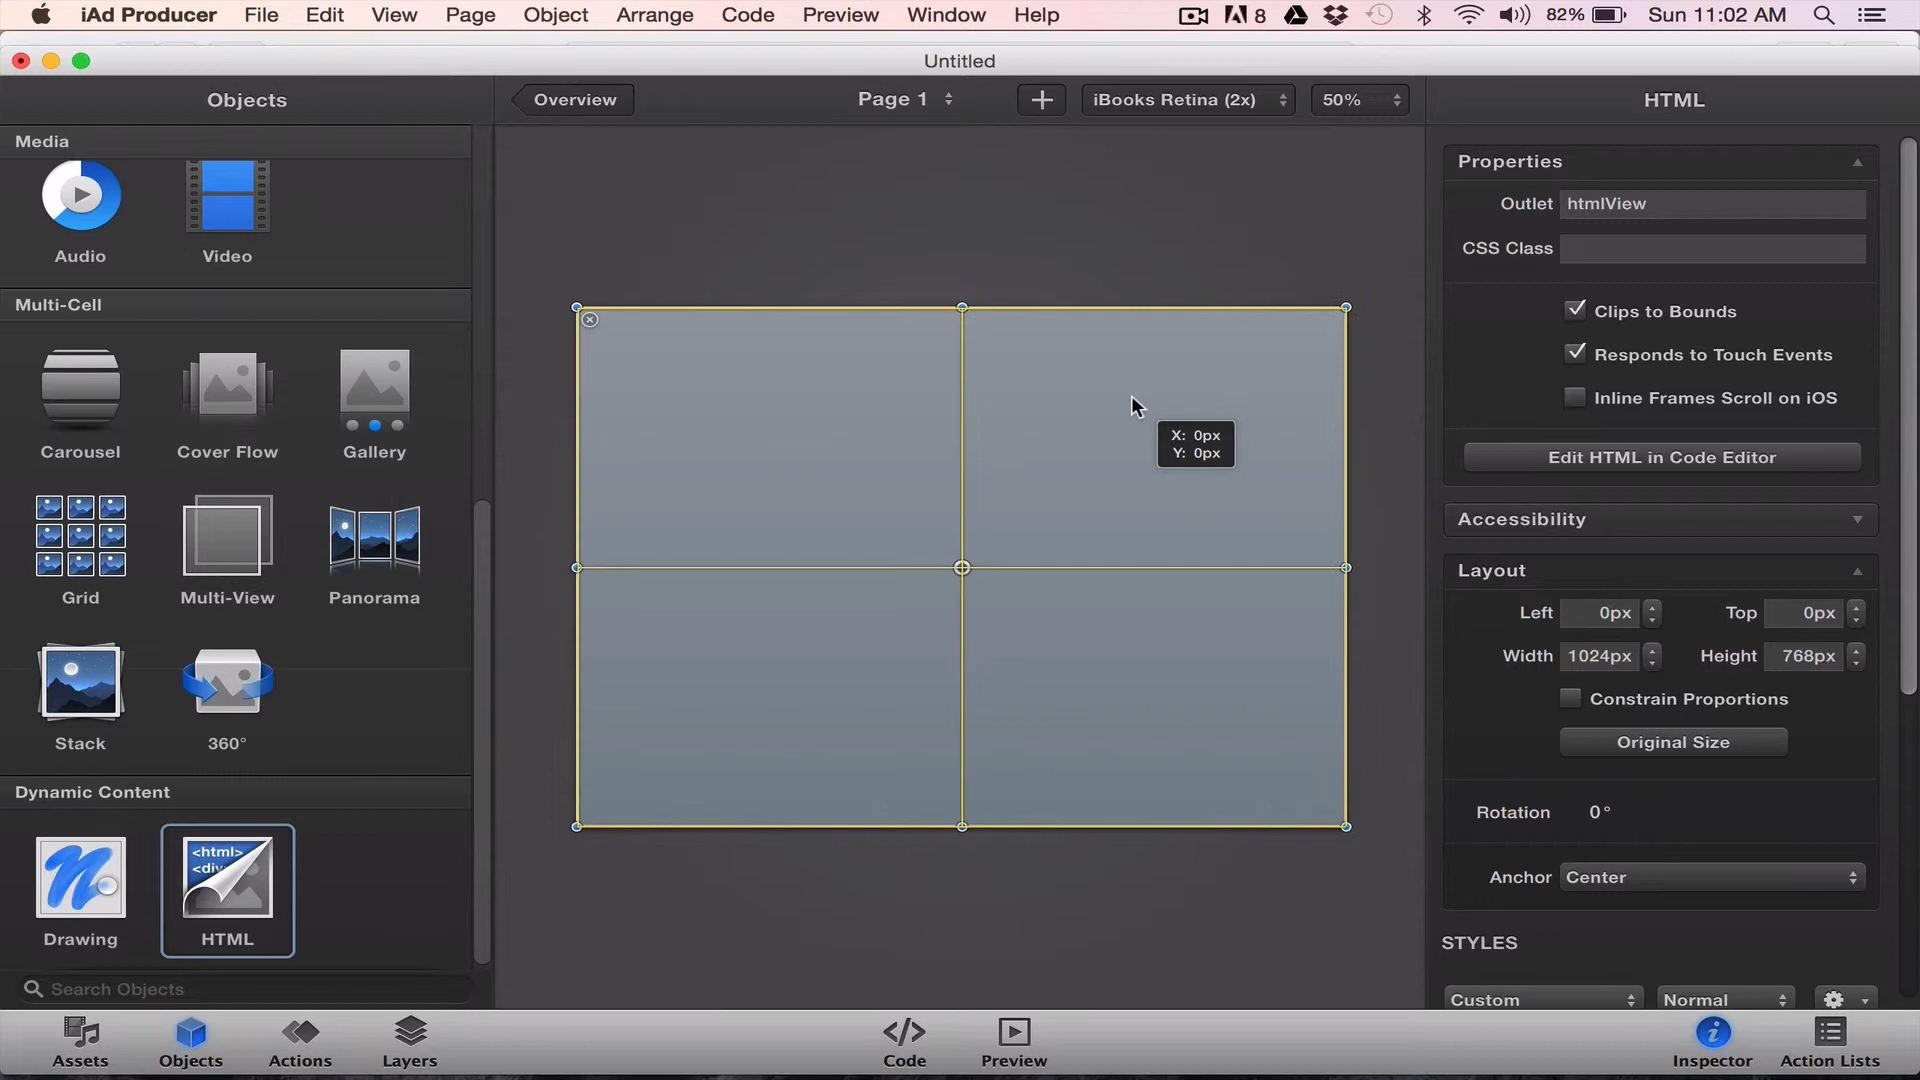 iAd Producer File Edit View Page Object Arrange Code Preview Window Help 8 82% Sun 11:02 AM
Untitled
Objects Overview Page 1 iBooks Retina (2x) 50% HTML
Media
Audio Video
Multi-Cell
Carousel Cover Flow Gallery
Grid Multi-View Panorama
Stack 360°
Dynamic Content
<html>
<div
Drawing HTML
Search Objects
X: 0px
Y: 0px
Properties
Outlet htmlView
CSS Class
Clips to Bounds
Responds to Touch Events
Inline Frames Scroll on iOS
Edit HTML in Code Editor
Accessibility
Layout
Left 0px Top 0px
Width 1024px Height 768px
Constrain Proportions
Original Size
Rotation 0°
Anchor Center
STYLES
Custom Normal
Assets Objects Actions Layers Code Preview Inspector Action Lists